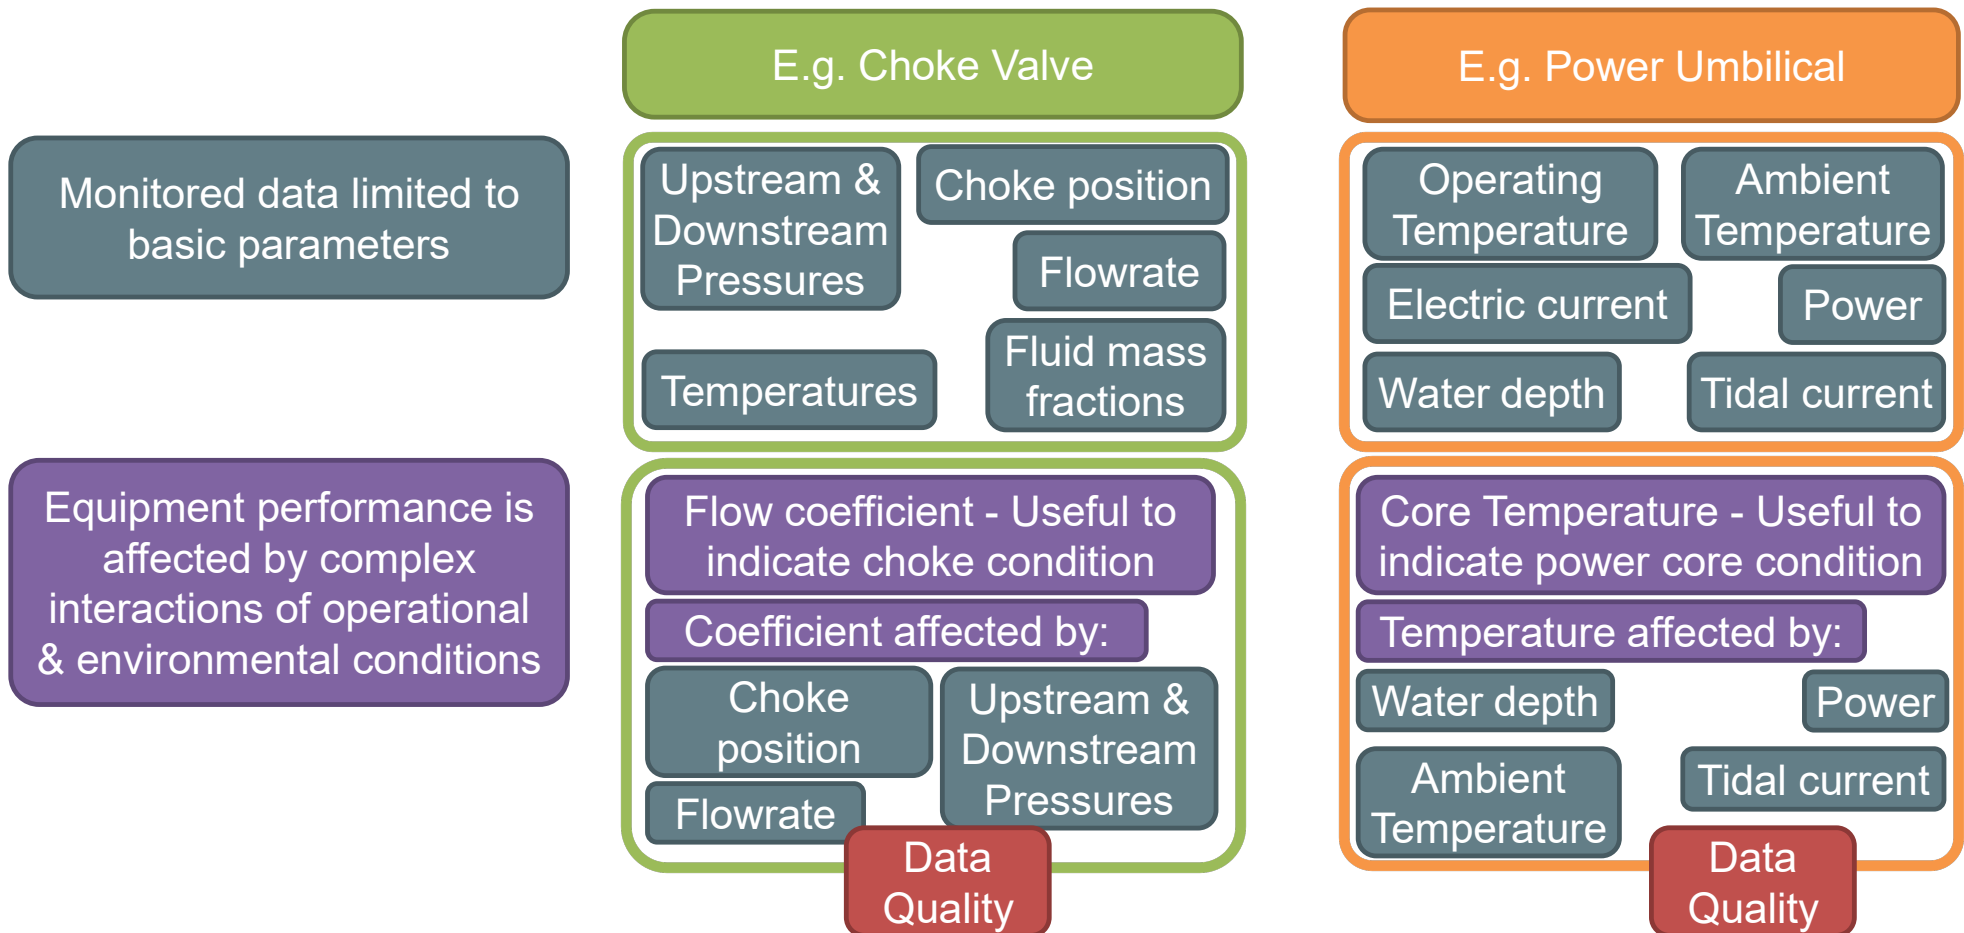 E.g. Choke Valve
E.g. Power Umbilical
Monitored data limited to
basic parameters
Upstream &
Downstream
Pressures
Choke position
Flowrate
Temperatures
Fluid mass
fractions
Operating
Temperature
Ambient
Temperature
Electric current
Power
Water depth
Tidal current
Equipment performance is
affected by complex
interactions of operational
& environmental conditions
Flow coefficient - Useful to
indicate choke condition
Coefficient affected by:
Choke
position
Upstream &
Downstream
Pressures
Flowrate
Data
Quality
Core Temperature - Useful to
indicate power core condition
Temperature affected by:
Water depth
Power
Ambient
Temperature
Tidal current
Data
Quality